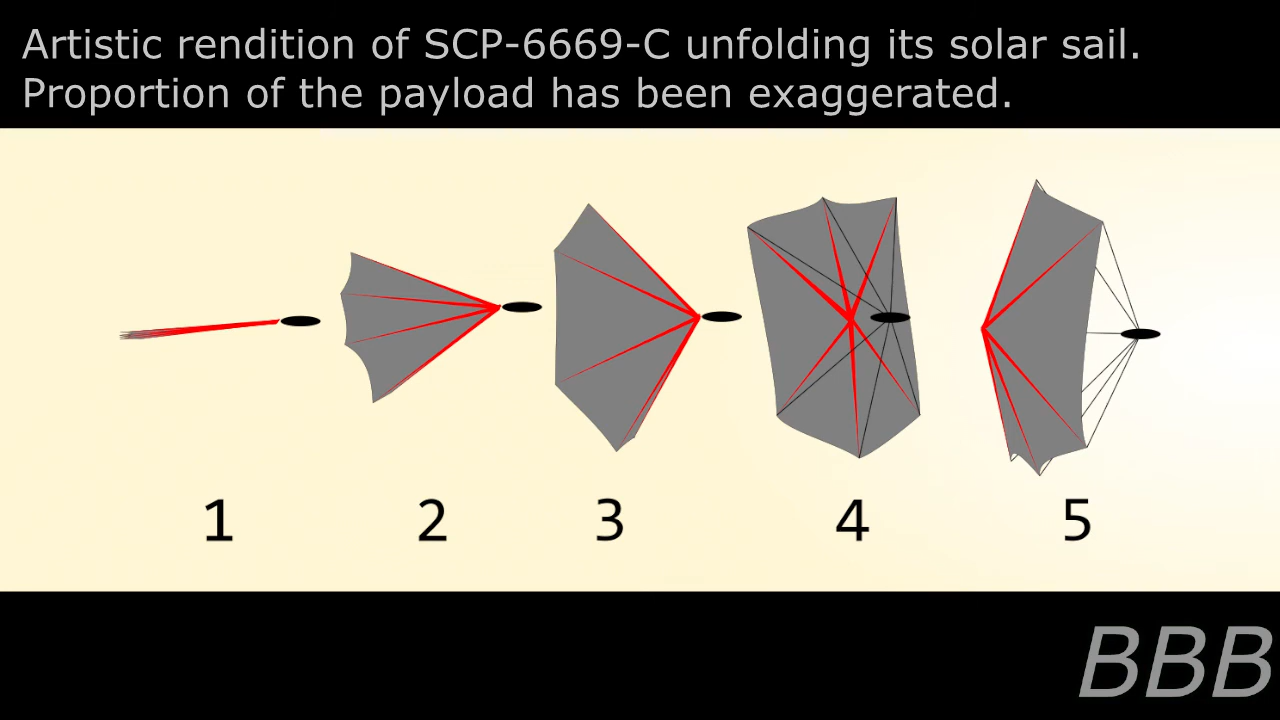 Artistic rendition of SCP-6669-C unfolding its solar sail.
Proportion of the payload has been exaggerated.
1 2 3 4 5
BBB